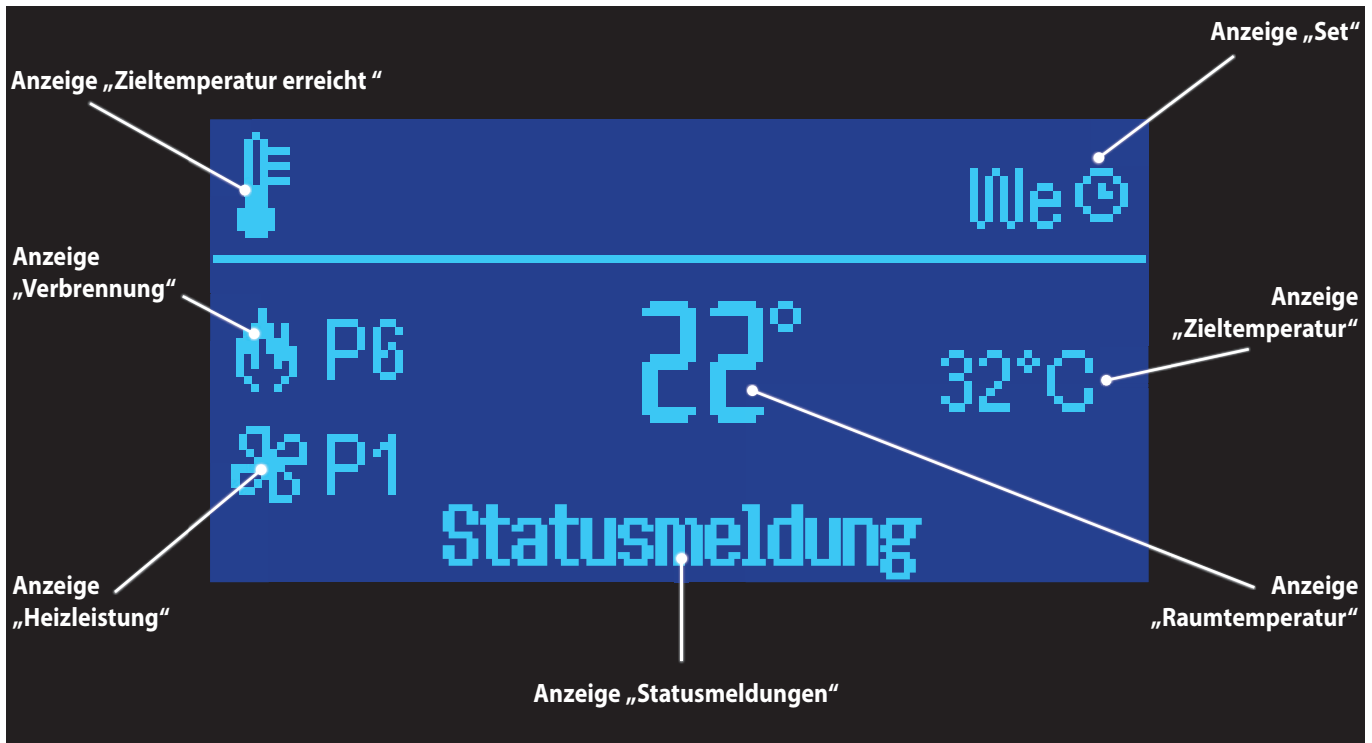 Anzeige „Set“
Anzeige „Zieltemperatur erreicht “
We
Anzeige
„Verbrennung“
P6
22°
Anzeige
„Zieltemperatur“
32°C
P1
Statusmeldung
Anzeige
„Heizleistung“
Anzeige
„Raumtemperatur“
Anzeige „Statusmeldungen“